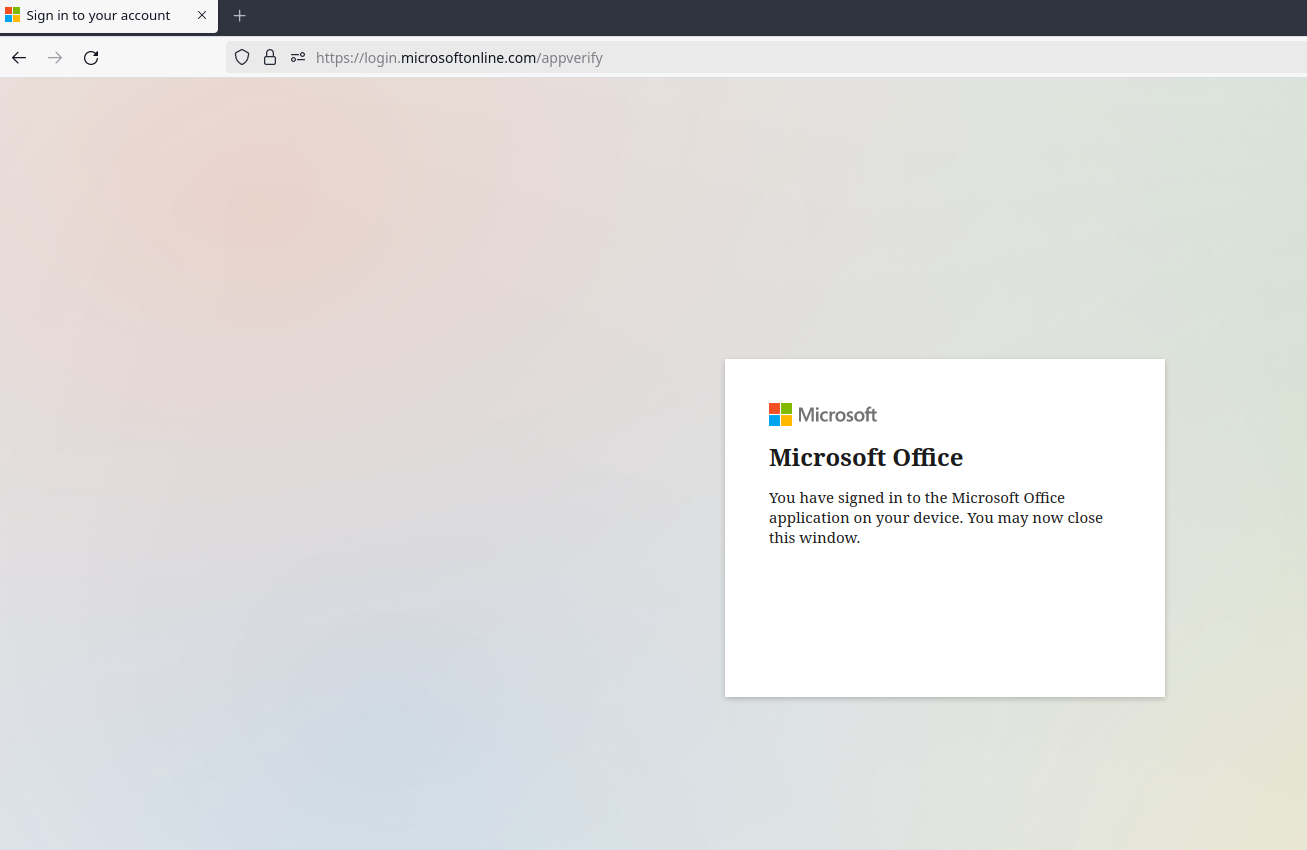 Sign in to your account
https://login.microsoftonline.com/appverify
Microsoft
Microsoft Office
You have signed in to the Microsoft Office
application on your device. You may now close
this window.